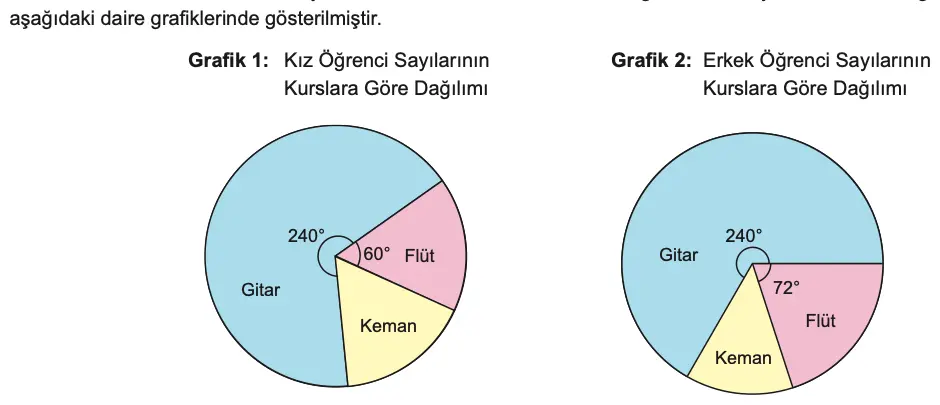 aşağıdaki daire grafiklerinde gösterilmiştir.
Grafik 1: Kız Öğrenci Sayılarının
Kurslara Göre Dağılımı
Grafik 2: Erkek Öğrenci Sayılarının
Kurslara Göre Dağılımı
240°
60°
Flüt
Gitar
Keman
240°
Gitar
72°
Flüt
Keman